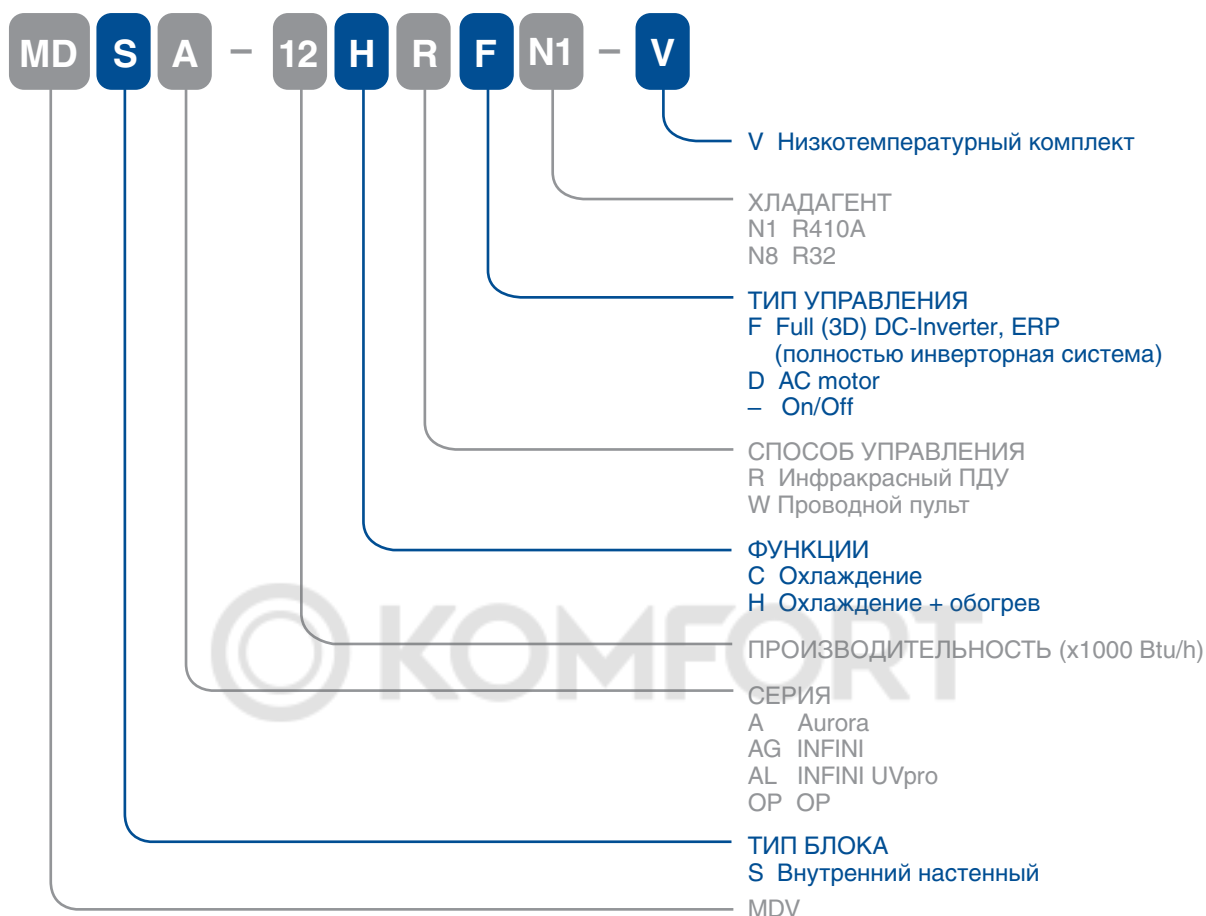 MD S A – 12 H R F N1 – V
V Низкотемпературный комплект
ХЛАДАГЕНТ
N1 R410A
N8 R32
ТИП УПРАВЛЕНИЯ
F Full (3D) DC-Inverter, ERP
(полностью инверторная система)
D AC motor
– On/Off
СПОСОБ УПРАВЛЕНИЯ
R Инфракрасный ПДУ
W Проводной пульт
ФУНКЦИИ
C Охлаждение
H Охлаждение + обогрев
KOMFORT
ПРОИЗВОДИТЕЛЬНОСТЬ (x1000 Btu/h)
СЕРИЯ
A Aurora
AG INFINI
AL INFINI UVpro
OP OP
ТИП БЛОКА
S Внутренний настенный
MDV